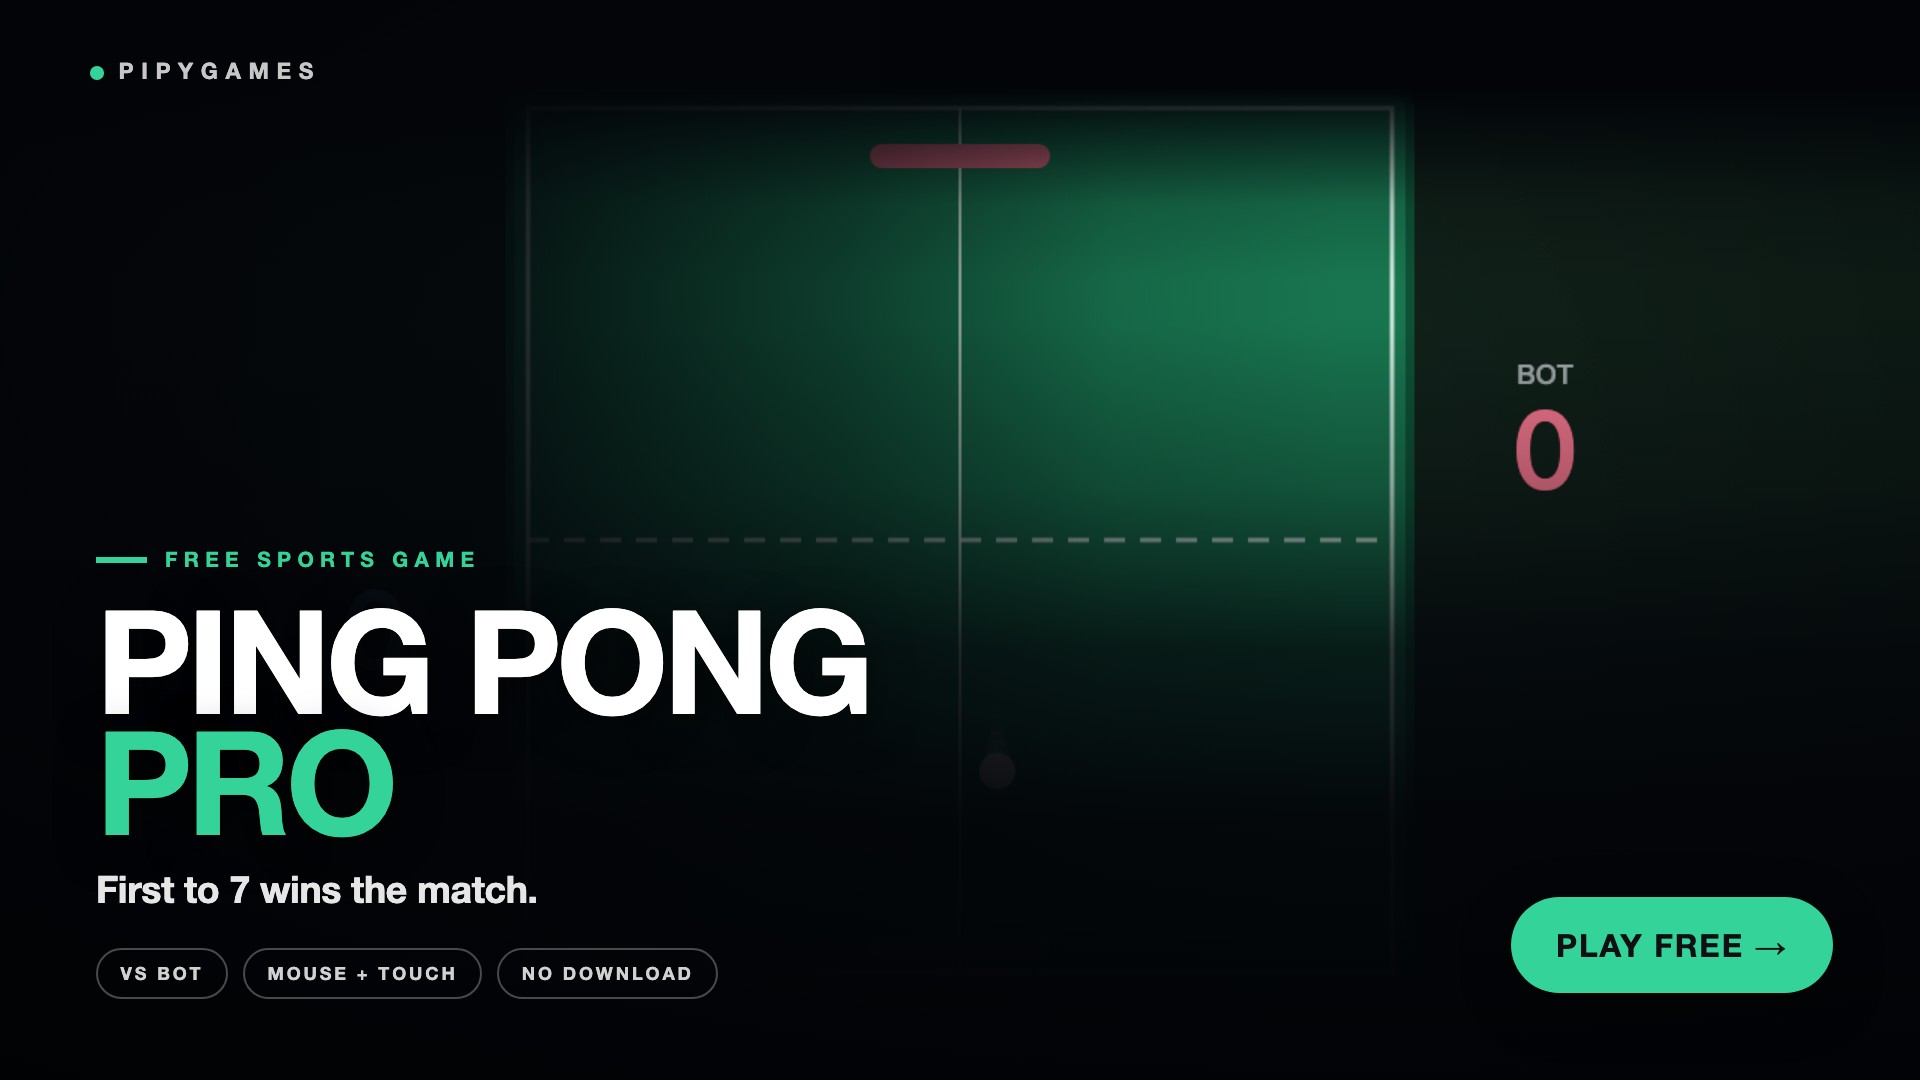 PIPYGAMES
BOT
0
FREE SPORTS GAME
PING PONG
PRO
First to 7 wins the match.
VS BOT
MOUSE + TOUCH
NO DOWNLOAD
PLAY FREE →